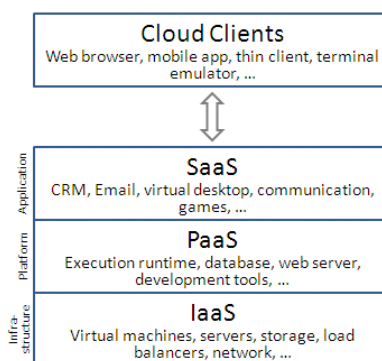 Cloud Clients
Web browser, mobile app, thin client, terminal
emulator, ...
Application
SaaS
CRM, Email, virtual desktop, communication,
games, ...
Platform
PaaS
Execution runtime, database, web server,
development tools, ...
Infra-
structure
IaaS
Virtual machines, servers, storage, load
balancers, network, ...